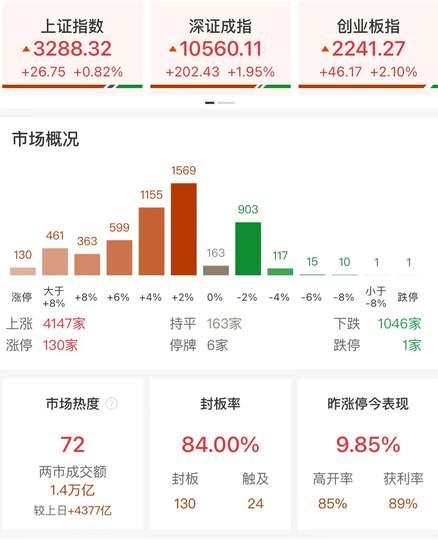 上证指数 深证成指 创业板指
3288.32 10560.11 2241.27
+26.75 +0.82% +202.43 +1.95% +46.17 +2.10%
市场概况
130 461 363 599 1155 1569 163 903 117 15 10 1 1
涨停 大于+8% +8% +6% +4% +2% 0% -2% -4% -6% -8% 小于-8% 跌停
上涨 4147家 持平 163家 下跌 1046家
涨停 130家 停牌 6家 跌停 1家
市场热度 封板率 昨涨停今表现
72 84.00% 9.85%
两市成交额 封板 触及 高开率 获利率
1.4万亿 130 24 85% 89%
较上日+4377亿